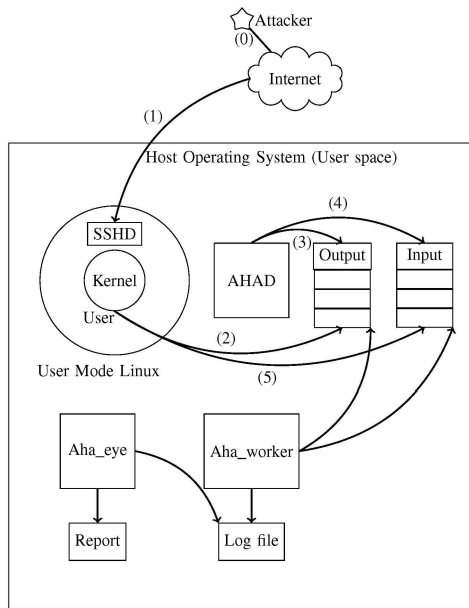 Attacker
(0)
Internet
(1)
Host Operating System (User space)
(4)
SSHD
(3)
Output
Input
Kernel
AHAD
User
(2)
User Mode Linux
(5)
Aha_eye
Aha_worker
Report
Log file